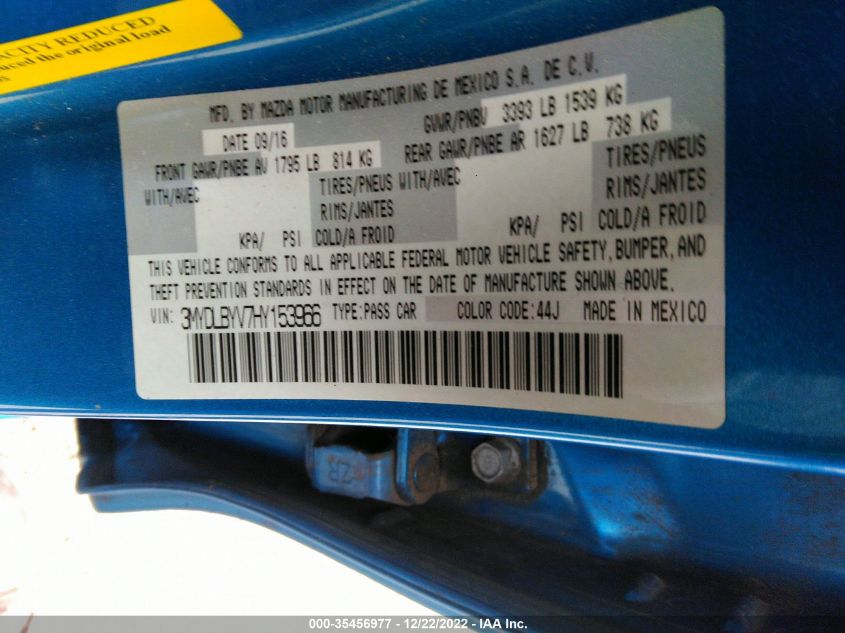 ACITY REDUCED
the original load
MFD. BY MAZDA MOTOR MANUFACTURING DE MEXICO S.A. DE C.V.
DATE 09/16 GVWR/PNBV 3393 LB 1539 KG
FRONT GAWR/PNBE AV 1795 LB 814 KG REAR GAWR/PNBE AR 1627 LB 738 KG
WITH/AVEC TIRES/PNEUS WITH/AVEC TIRES/PNEUS
RIMS/JANTES RIMS/JANTES
KPA/ PSI COLD/A FROID KPA/ PSI COLD/A FROID
THIS VEHICLE CONFORMS TO ALL APPLICABLE FEDERAL MOTOR VEHICLE SAFETY, BUMPER, AND
THEFT PREVENTION STANDARDS IN EFFECT ON THE DATE OF MANUFACTURE SHOWN ABOVE.
VIN: 3MYDLBYV7HY153966 TYPE:PASS CAR COLOR CODE:44J MADE IN MEXICO
ZR
000-35456977 - 12/22/2022 - IAA Inc.